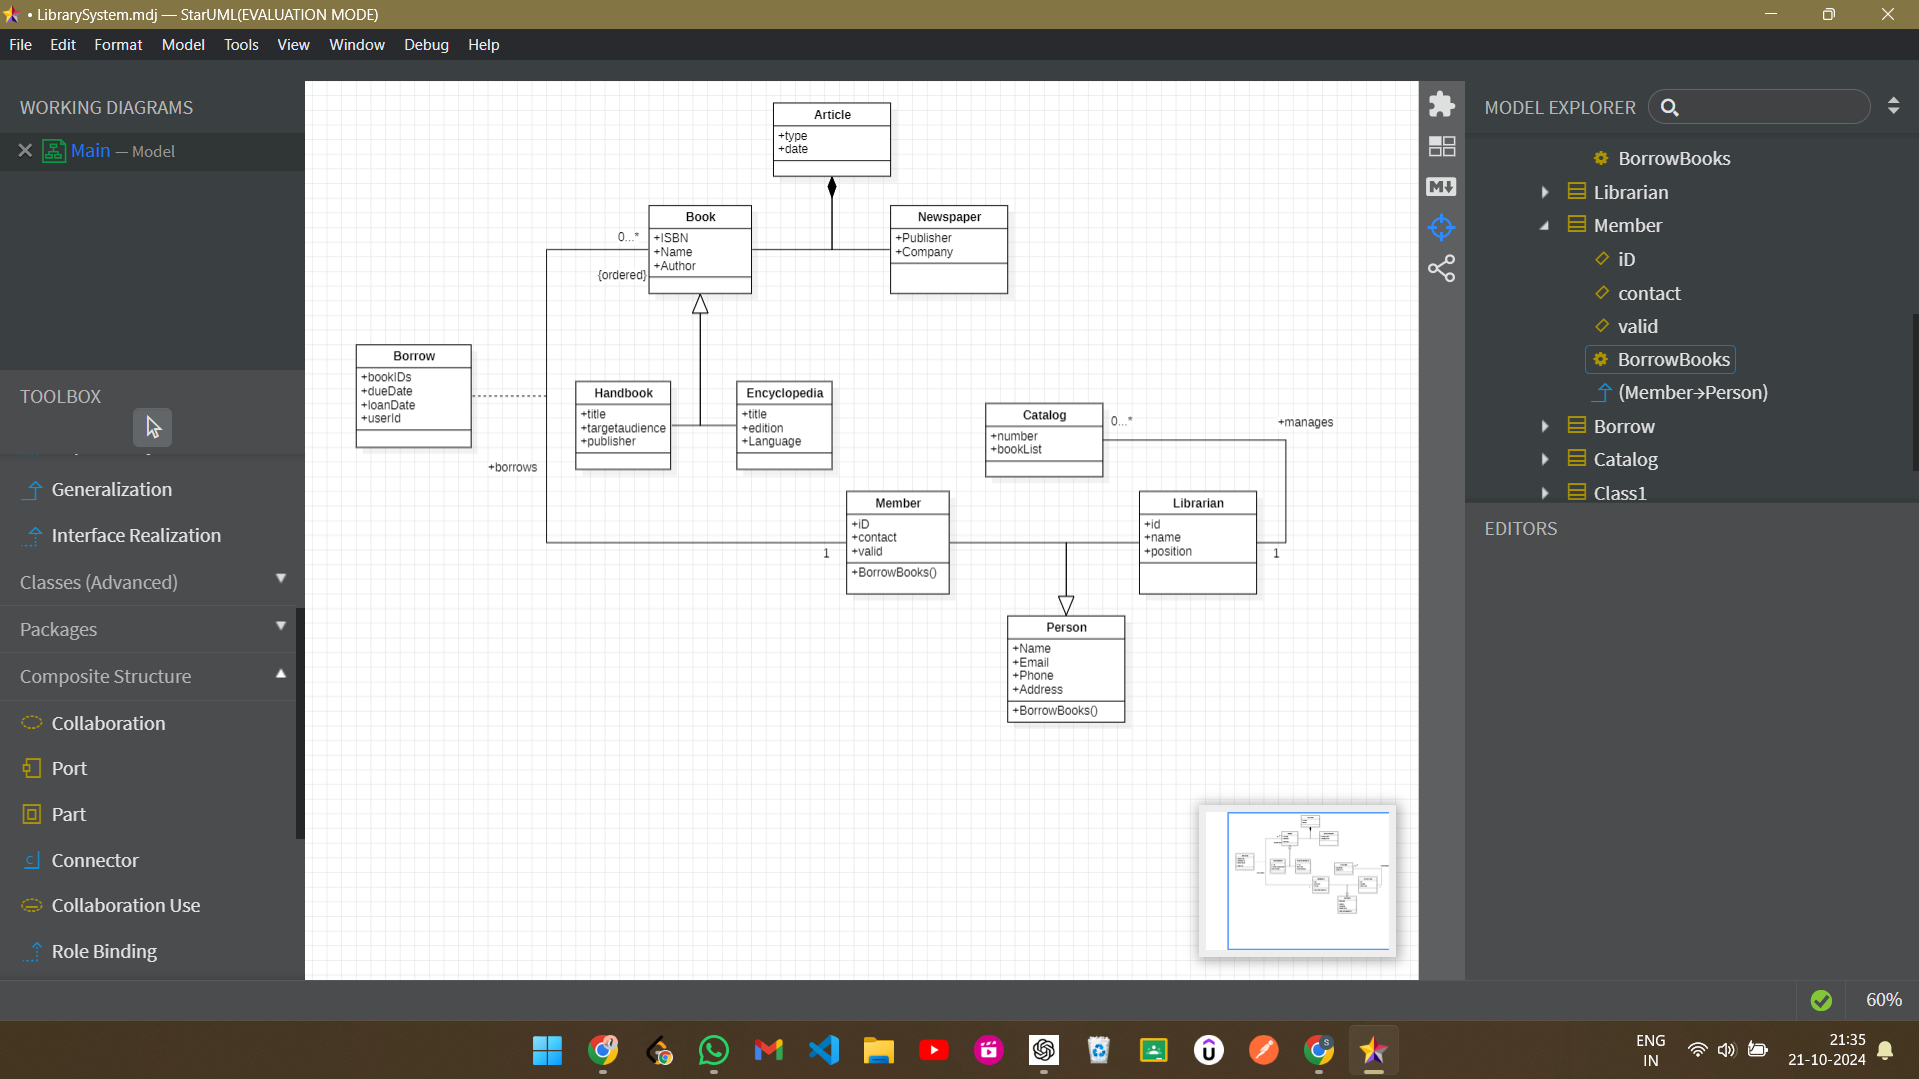 • LibrarySystem.mdj — StarUML(EVALUATION MODE)
File Edit Format Model Tools View Window Debug Help
WORKING DIAGRAMS
Main — Model
TOOLBOX
Generalization
Interface Realization
Classes (Advanced)
Packages
Composite Structure
Collaboration
Port
Part
Connector
Collaboration Use
Role Binding
Article
+type
+date
Book
+ISBN
+Name
+Author
0...*
{ordered}
Newspaper
+Publisher
+Company
Borrow
+bookIDs
+dueDate
+loanDate
+userId
+borrows
Handbook
+title
+targetaudience
+publisher
Encyclopedia
+title
+edition
+Language
Catalog
+number
+bookList
0...*
+manages
Member
+iD
+contact
+valid
+BorrowBooks()
1
Librarian
+id
+name
+position
1
Person
+Name
+Email
+Phone
+Address
+BorrowBooks()
MODEL EXPLORER
BorrowBooks
Librarian
Member
iD
contact
valid
BorrowBooks
(Member→Person)
Borrow
Catalog
Class1
EDITORS
60%
ENG
IN
21:35
21-10-2024